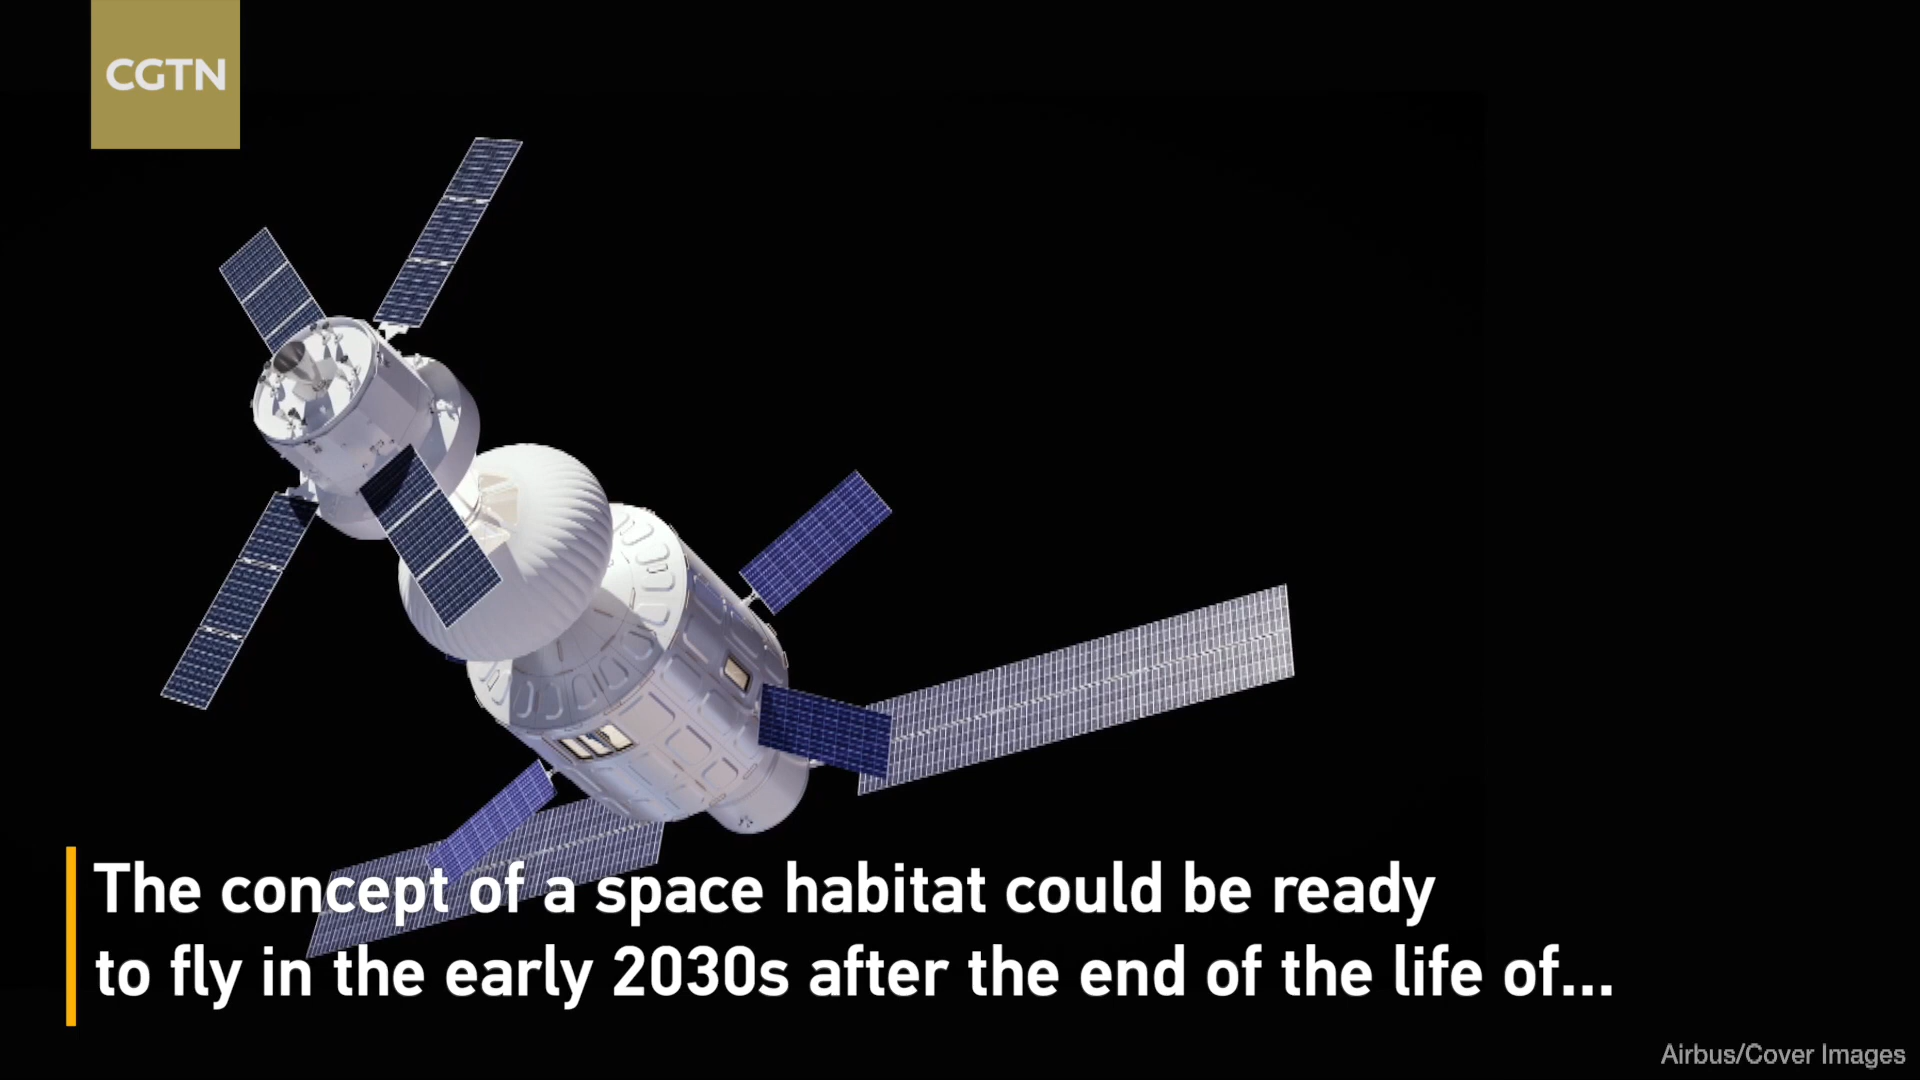 CGTN
The concept of a space habitat could be ready
to fly in the early 2030s after the end of the life of...
Airbus/Cover Images